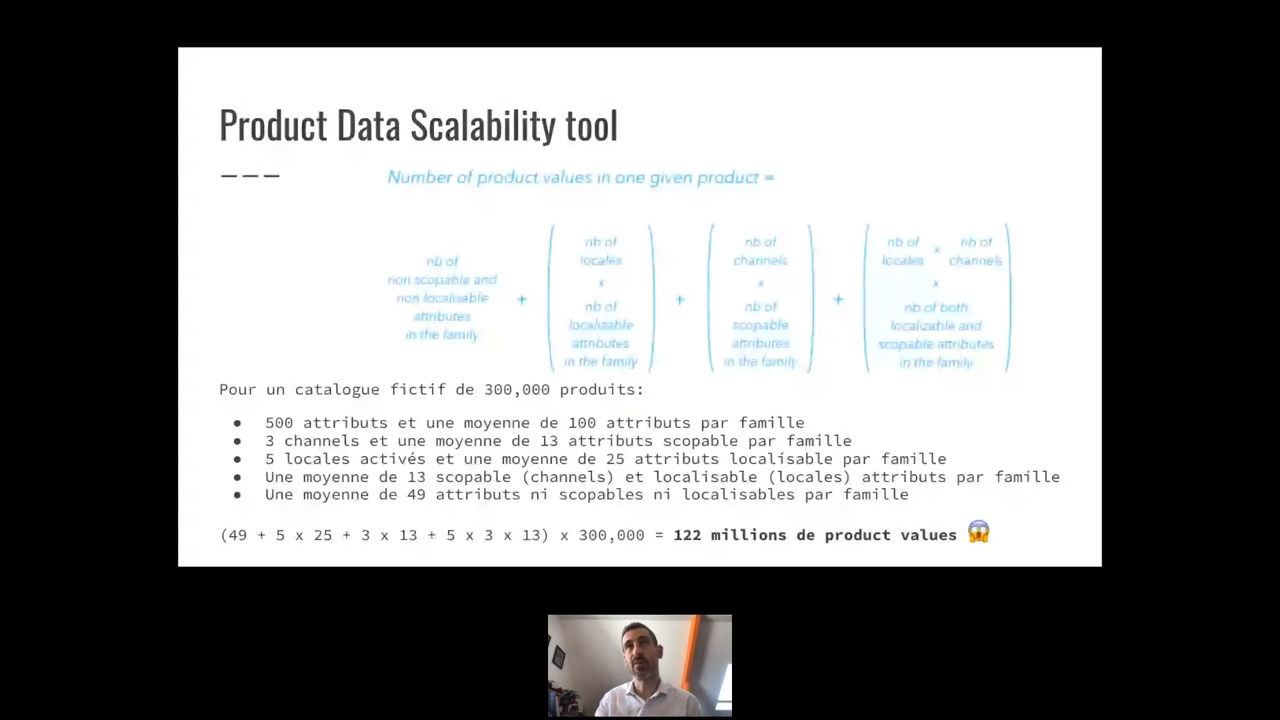 Product Data Scalability tool
Number of product values in one given product =
nb of
non scopable and
non localisable
attributes
in the family
+
nb of
locales
x
nb of
localizable
attributes
in the family
+
nb of
channels
x
nb of
scopable
attributes
in the family
+
nb of locales x nb of channels
x
nb of both
localizable and
scopable attributes
in the family
Pour un catalogue fictif de 300,000 produits:
● 500 attributs et une moyenne de 100 attributs par famille
● 3 channels et une moyenne de 13 attributs scopable par famille
● 5 locales activés et une moyenne de 25 attributs localisable par famille
● Une moyenne de 13 scopable (channels) et localisable (locales) attributs par famille
● Une moyenne de 49 attributs ni scopables ni localisables par famille
(49 + 5 x 25 + 3 x 13 + 5 x 3 x 13) x 300,000 = 122 millions de product values 😱